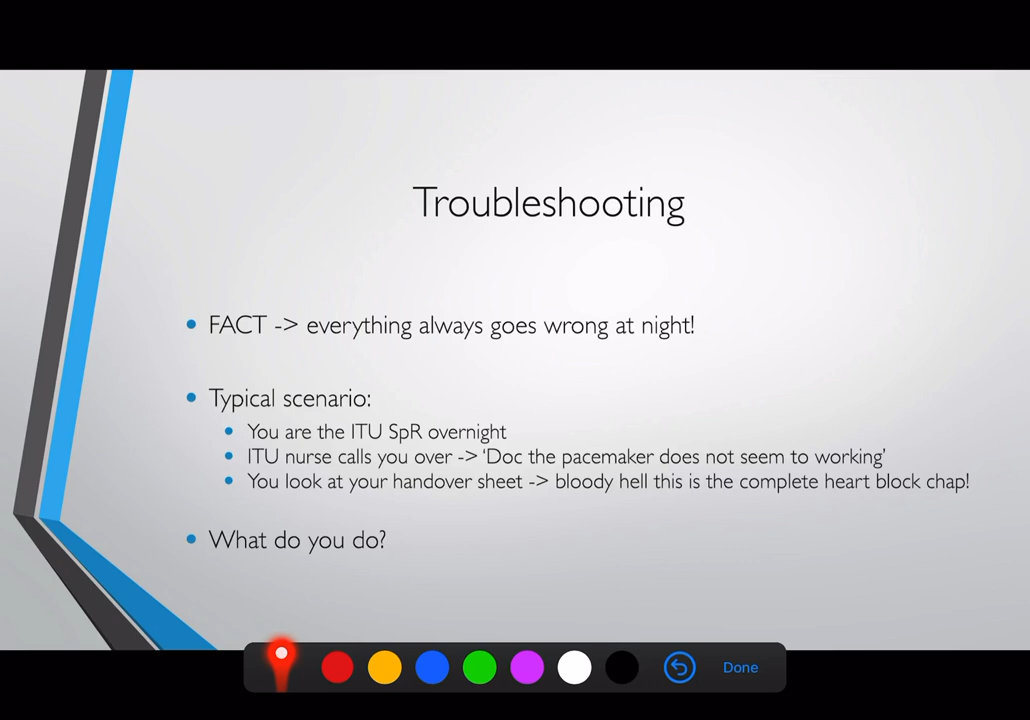 Troubleshooting
FACT -> everything always goes wrong at night!
Typical scenario:
You are the ITU SpR overnight
ITU nurse calls you over -> ‘Doc the pacemaker does not seem to working’
You look at your handover sheet -> bloody hell this is the complete heart block chap!
What do you do?
Done